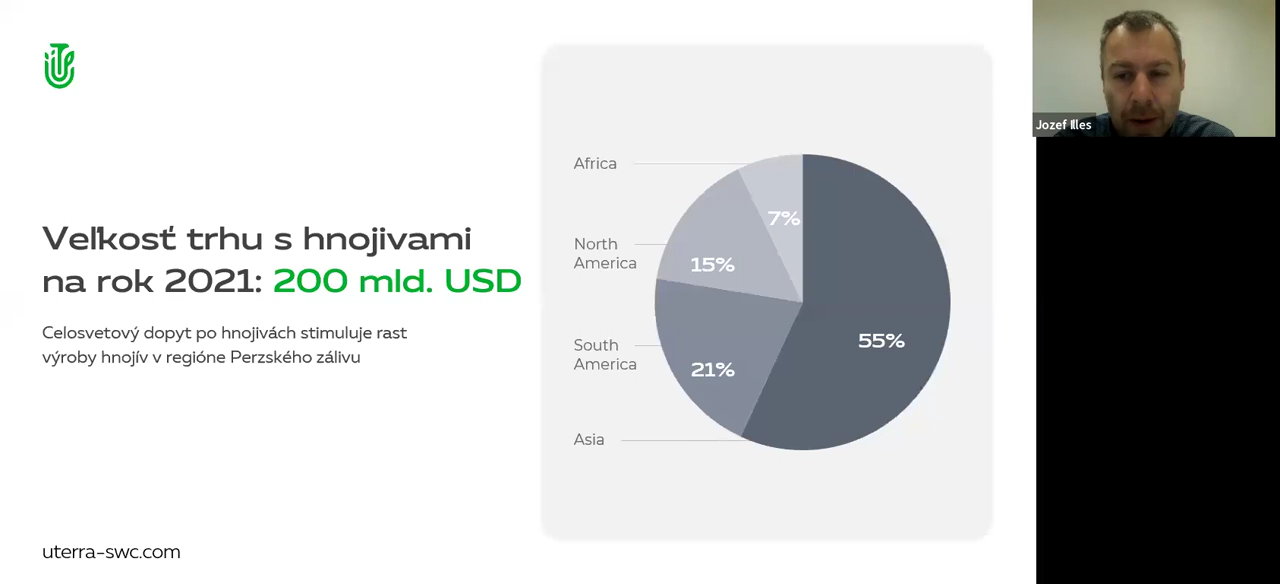 Veľkosť trhu s hnojivami
na rok 2021: 200 mld. USD
Celosvetový dopyt po hnojivách stimuluje rast
výroby hnojív v regióne Perzského zálivu
uterra-swc.com
Africa
North
America
South
America
Asia
7%
15%
21%
55%
Jozef Illes